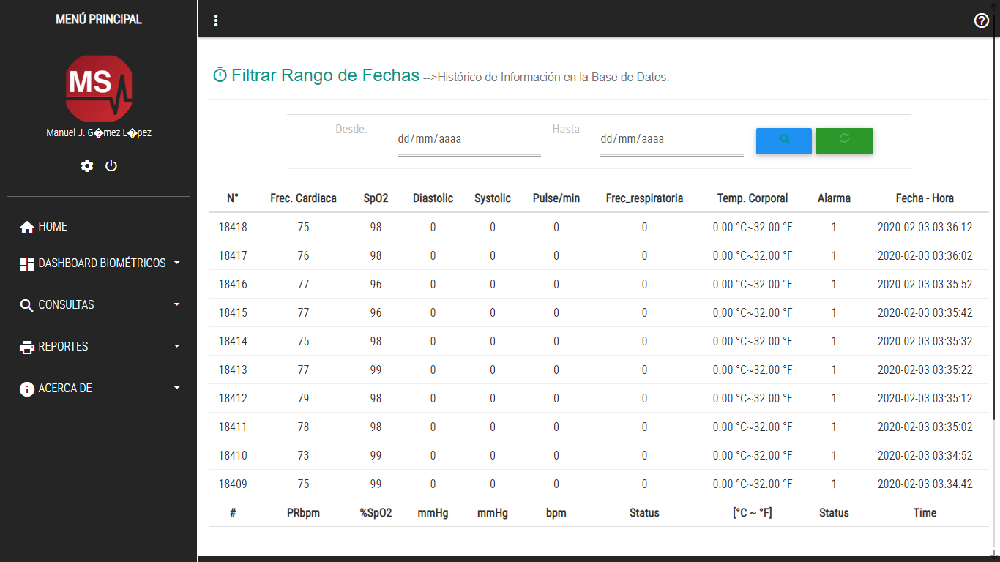 MENÚ PRINCIPAL
MS
Manuel J. G�mez L�pez
HOME
DASHBOARD BIOMÉTRICOS
CONSULTAS
REPORTES
ACERCA DE
Filtrar Rango de Fechas -->Histórico de Información en la Base de Datos.
Desde: dd/mm/aaaa Hasta dd/mm/aaaa
N° Frec. Cardiaca SpO2 Diastolic Systolic Pulse/min Frec_respiratoria Temp. Corporal Alarma Fecha - Hora
18418 75 98 0 0 0 0 0.00 °C~32.00 °F 1 2020-02-03 03:36:12
18417 76 98 0 0 0 0 0.00 °C~32.00 °F 1 2020-02-03 03:36:02
18416 77 96 0 0 0 0 0.00 °C~32.00 °F 1 2020-02-03 03:35:52
18415 77 96 0 0 0 0 0.00 °C~32.00 °F 1 2020-02-03 03:35:42
18414 75 98 0 0 0 0 0.00 °C~32.00 °F 1 2020-02-03 03:35:32
18413 77 99 0 0 0 0 0.00 °C~32.00 °F 1 2020-02-03 03:35:22
18412 79 98 0 0 0 0 0.00 °C~32.00 °F 1 2020-02-03 03:35:12
18411 78 98 0 0 0 0 0.00 °C~32.00 °F 1 2020-02-03 03:35:02
18410 73 99 0 0 0 0 0.00 °C~32.00 °F 1 2020-02-03 03:34:52
18409 75 99 0 0 0 0 0.00 °C~32.00 °F 1 2020-02-03 03:34:42
# PRbpm %SpO2 mmHg mmHg bpm Status [°C ~ °F] Status Time